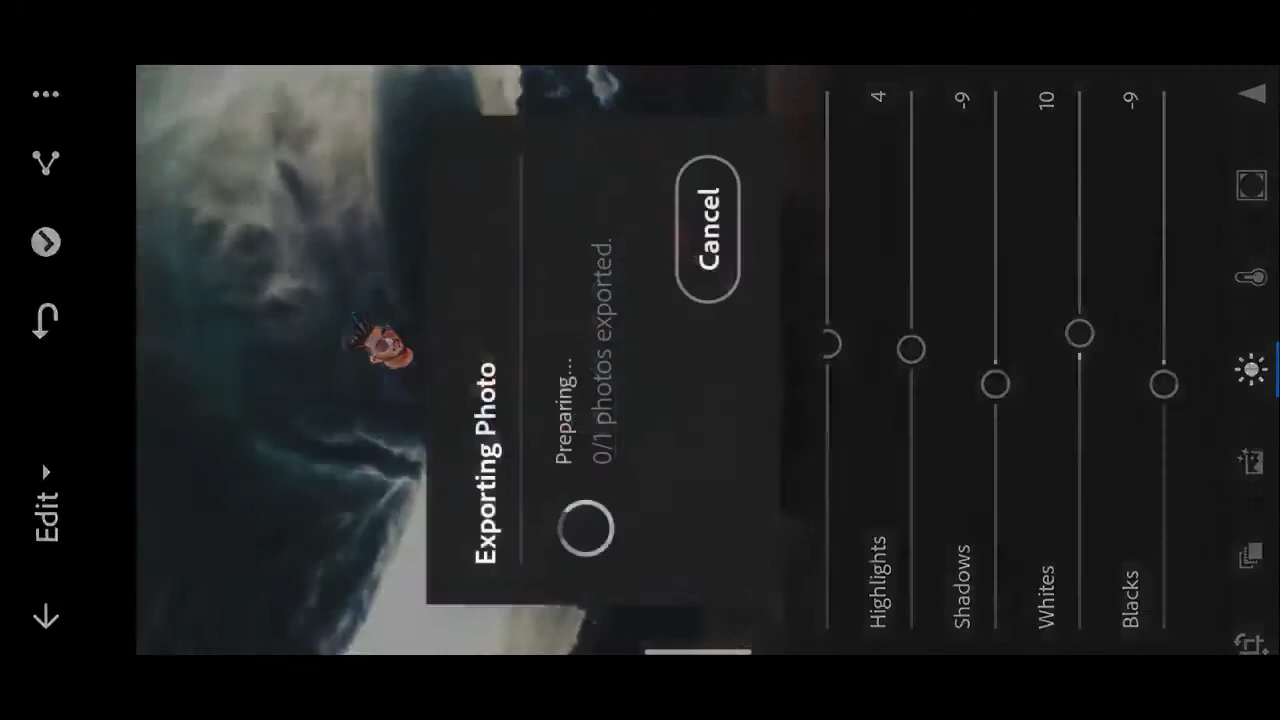 Edit
Exporting Photo
Preparing...
0/1 photos exported.
Cancel
4
Highlights
-9
Shadows
10
Whites
-9
Blacks